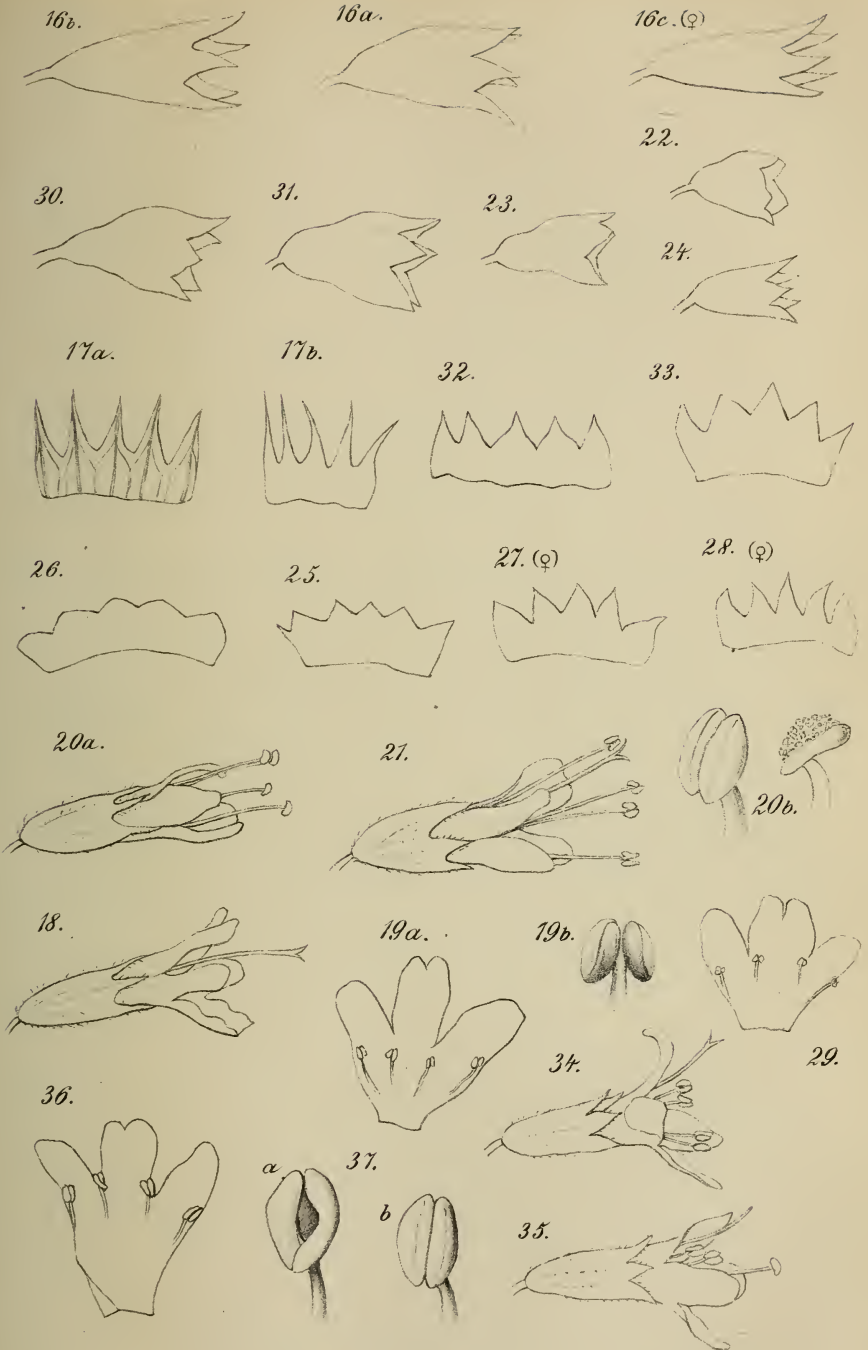 16b. 16a. 16c. (♀)
22.
30. 31. 23.
24.
17a. 17b. 32. 33.
26. 25. 27. (♀) 28. (♀)
20a. 21.
20b.
18. 19a. 19b.
34. 29.
36.
a 37.
b
35.